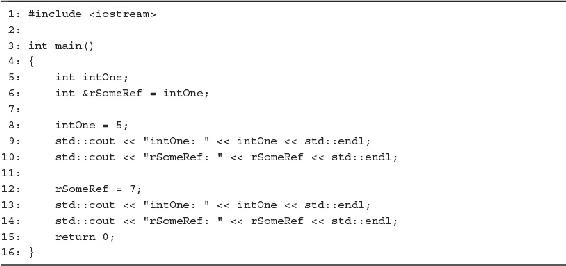 1: #include <iostream>
2:
3: int main()
4: {
5:     int intOne;
6:     int &rSomeRef = intOne;
7:
8:     intOne = 5;
9:     std::cout << "intOne: " << intOne << std::endl;
10:     std::cout << "rSomeRef: " << rSomeRef << std::endl;
11:
12:     rSomeRef = 7;
13:     std::cout << "intOne: " << intOne << std::endl;
14:     std::cout << "rSomeRef: " << rSomeRef << std::endl;
15:     return 0;
16: }